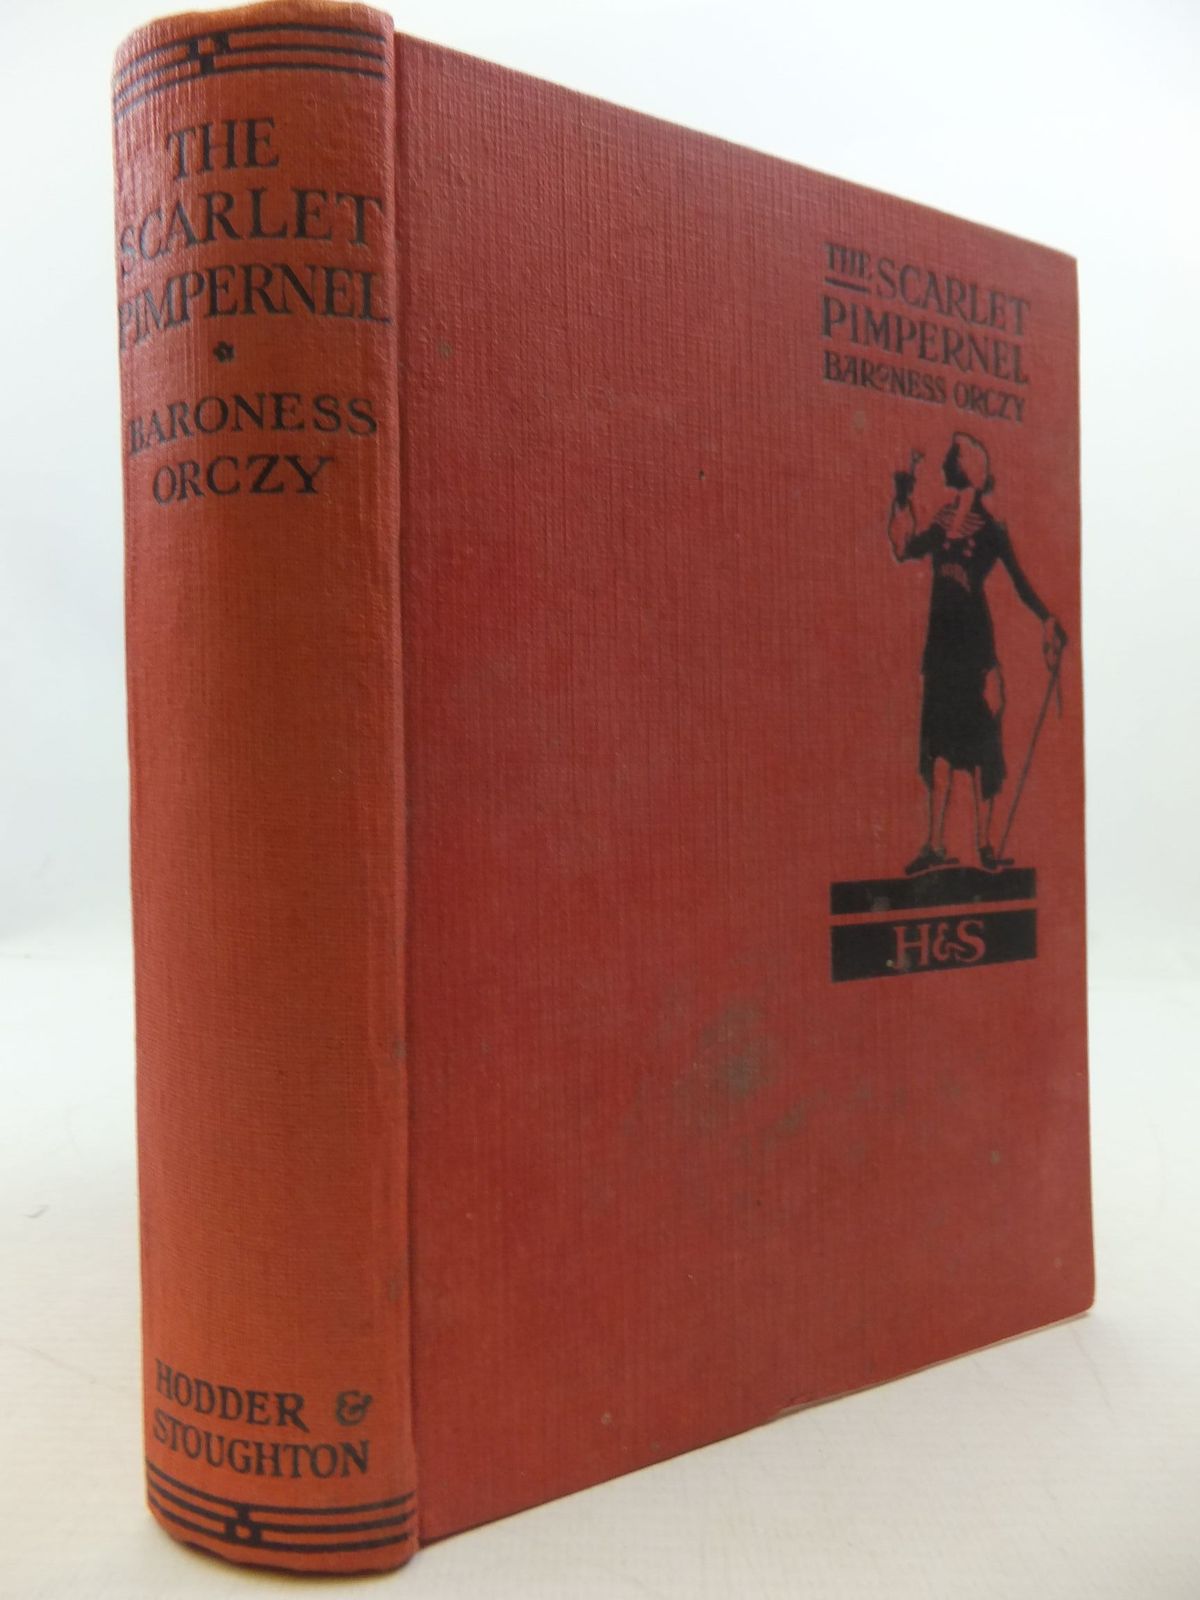 THE
SCARLET
PIMPERNEL
BARONESS
ORCZY
HODDER &
STOUGHTON
THE SCARLET
PIMPERNEL
BARONESS ORCZY
H&S